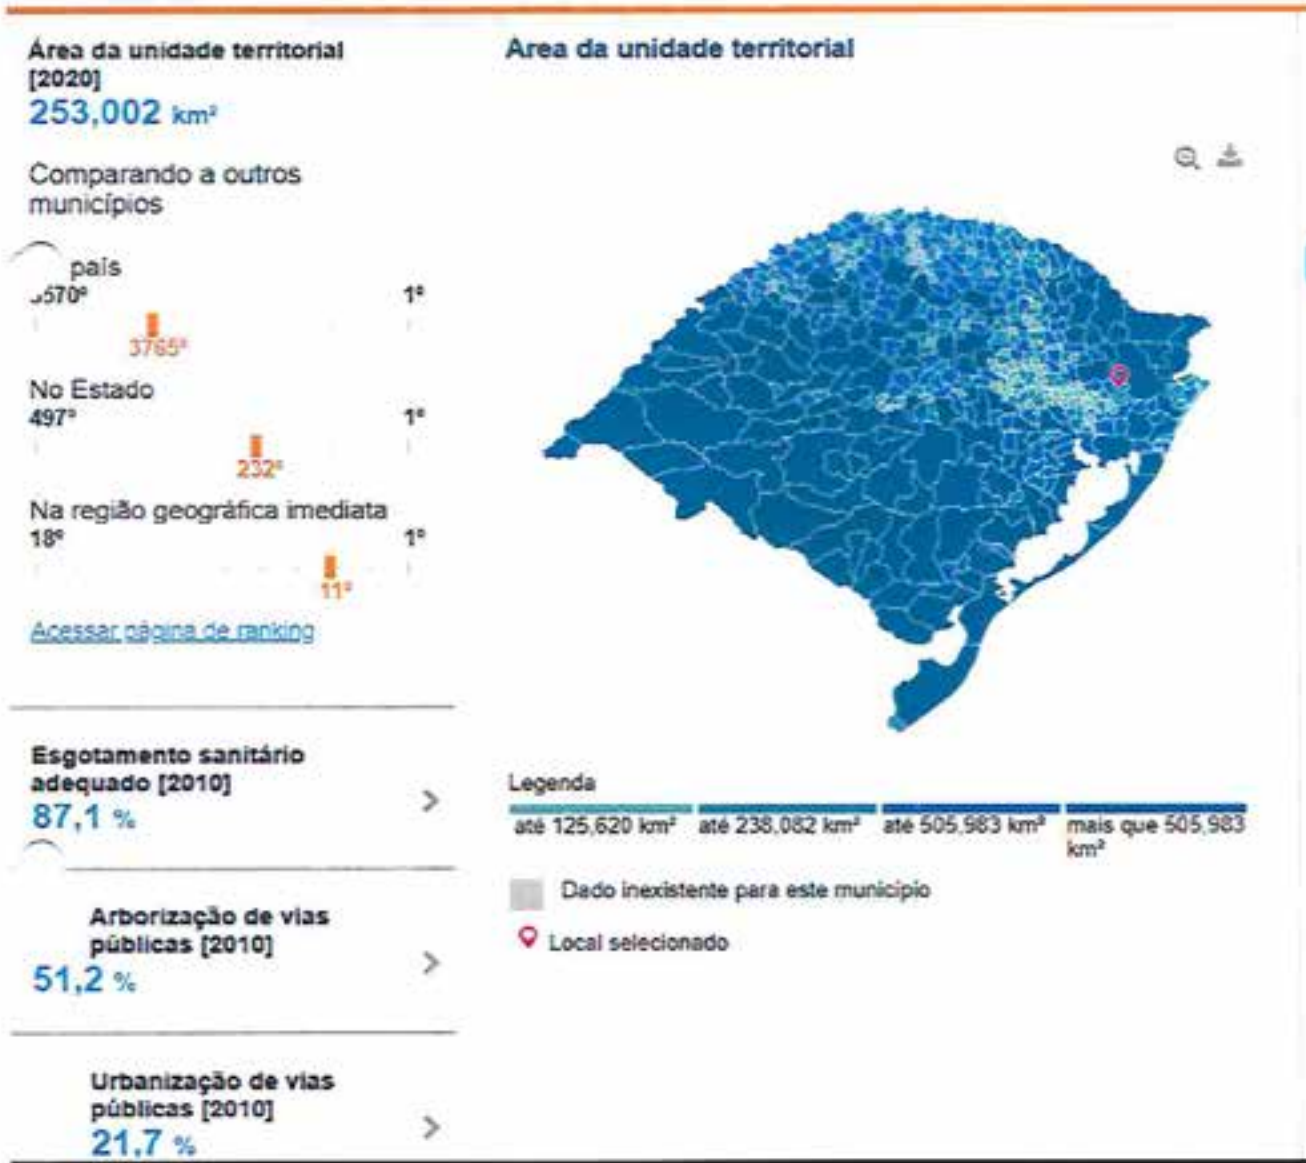 Área da unidade territorial
[2020]
253,002 km²
Comparando a outros
municípios
país
570º
1º
3765º
No Estado
497º
1º
232º
Na região geográfica imediata
18º
1º
11º
Acessar página de ranking
Esgotamento sanitário
adequado [2010]
87,1 %
Arborização de vias
públicas [2010]
51,2 %
Urbanização de vias
públicas [2010]
21,7 %
Area da unidade territorial
Legenda
até 125,620 km²
até 238,082 km²
até 505,983 km²
mais que 505,983
km²
Dado inexistente para este município
Local selecionado